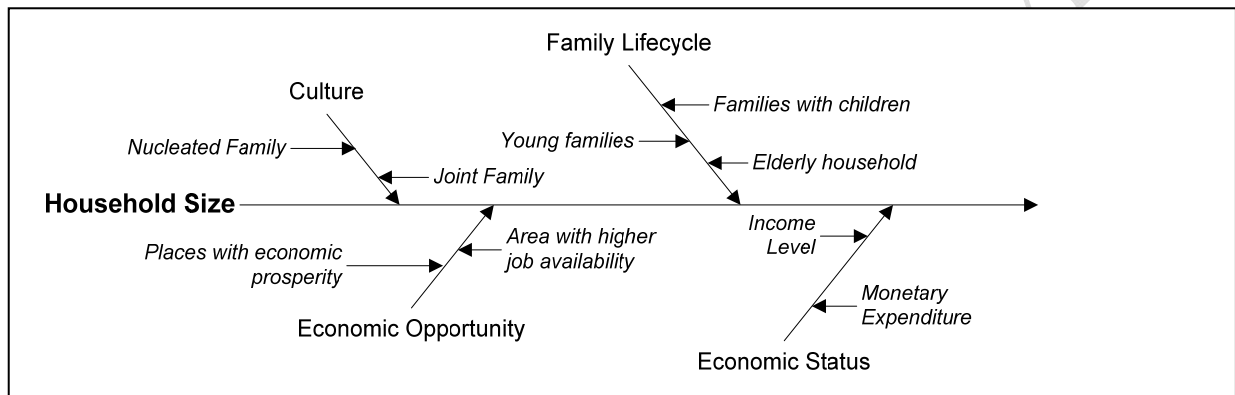 Family Lifecycle
Culture
Families with children
Nucleated Family
Young families
Joint Family
Elderly household
Household Size
Places with economic
prosperity
Area with higher
job availability
Income
Level
Economic Opportunity
Monetary
Expenditure
Economic Status